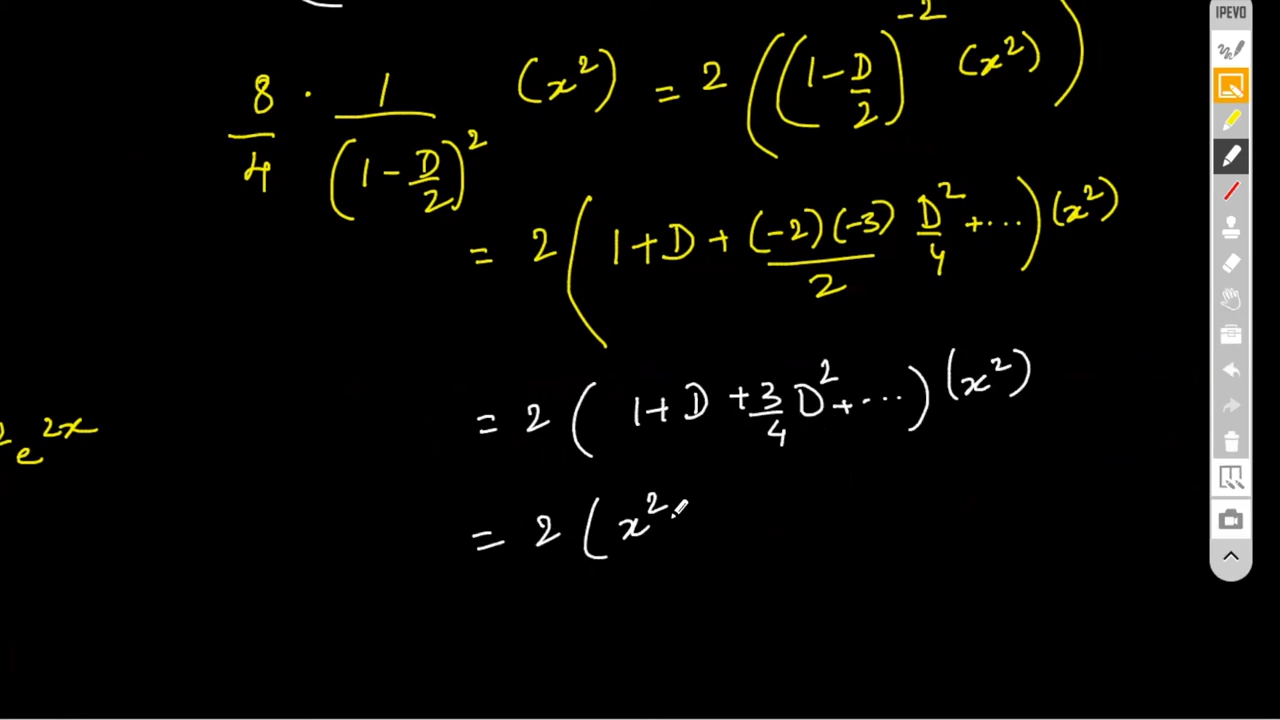 8/4 · 1/(1 - D/2)^2 (x^2) = 2((1 - D/2)^-2 (x^2))
= 2(1 + D + (-2)(-3)/2 D^2/4 + ...)(x^2)
= 2(1 + D + 3/4 D^2 + ...)(x^2)
2 e^2x
= 2(x^2
IPEVO